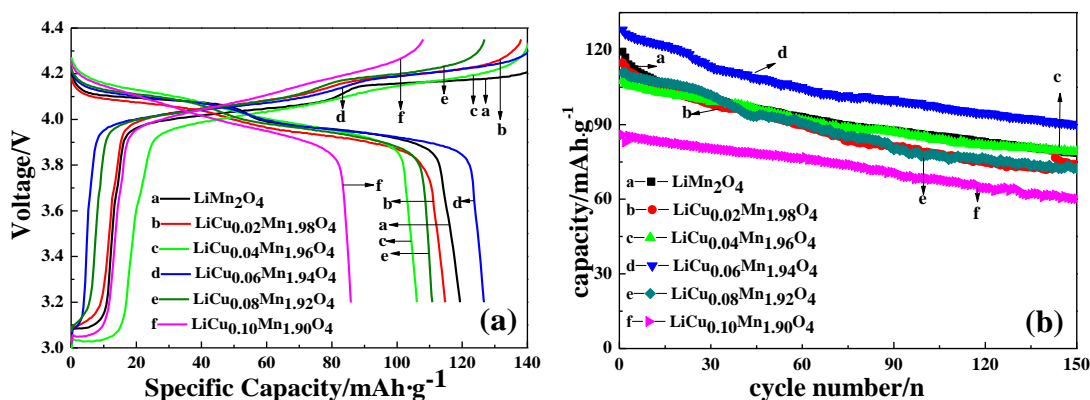 4.4
4.2
4.0
3.8
3.6
3.4
3.2
3.0
Voltage/V
0 20 40 60 80 100 120 140
Specific Capacity/mAh·g-1
d f e c a b
f
b
a
c
e
d
a LiMn2O4
b LiCu0.02Mn1.98O4
c LiCu0.04Mn1.96O4
d LiCu0.06Mn1.94O4
e LiCu0.08Mn1.92O4
f LiCu0.10Mn1.90O4
(a)
120
90
60
30
0
capacity/mAh·g-1
0 30 60 90 120 150
cycle number/n
a
d
c
b
e
f
a LiMn2O4
b LiCu0.02Mn1.98O4
c LiCu0.04Mn1.96O4
d LiCu0.06Mn1.94O4
e LiCu0.08Mn1.92O4
f LiCu0.10Mn1.90O4
(b)